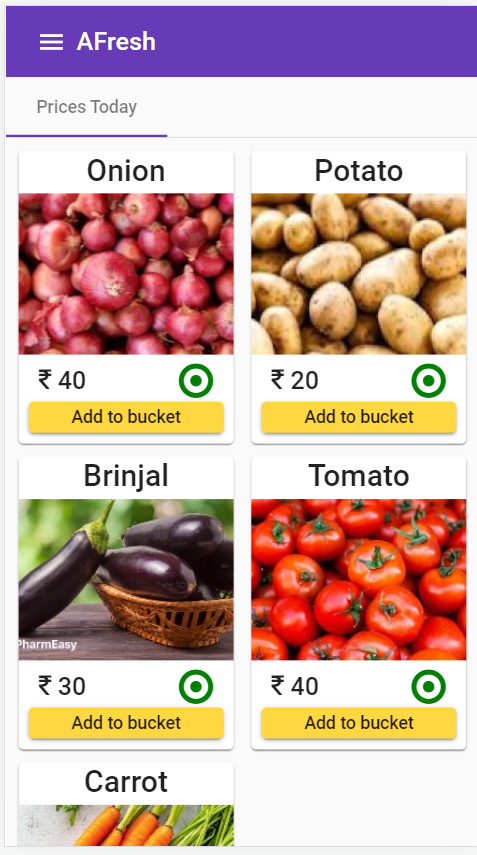 AFresh
Prices Today
Onion
Potato
₹ 40
₹ 20
Add to bucket
Add to bucket
Brinjal
Tomato
PharmEasy
₹ 30
₹ 40
Add to bucket
Add to bucket
Carrot